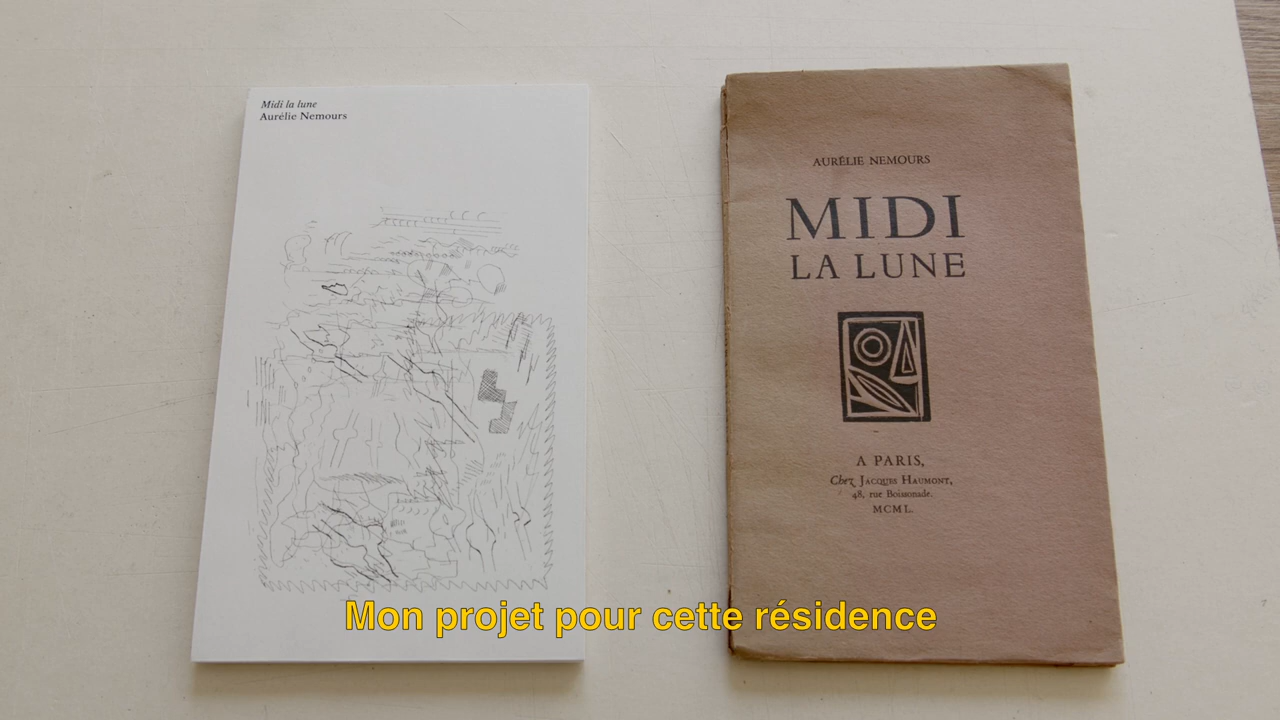 Midi la lune
Aurélie Nemours
AURÉLIE NEMOURS
MIDI
LA LUNE
A PARIS,
Chez JACQUES HAUMONT,
48, rue Boissonade.
MCML.
Mon projet pour cette résidence